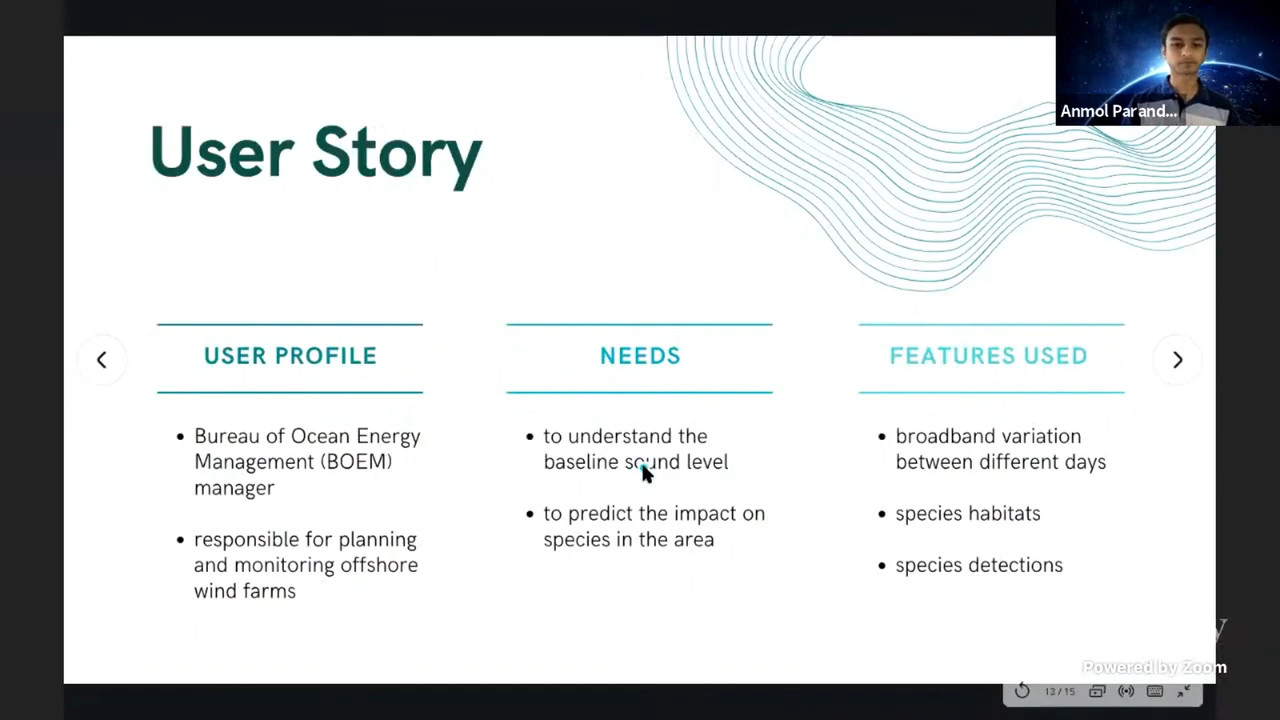 Anmol Parand...
User Story
USER PROFILE
Bureau of Ocean Energy
Management (BOEM)
manager
responsible for planning
and monitoring offshore
wind farms
NEEDS
to understand the
baseline sound level
to predict the impact on
species in the area
FEATURES USED
broadband variation
between different days
species habitats
species detections
Powered by Zoom
13/15